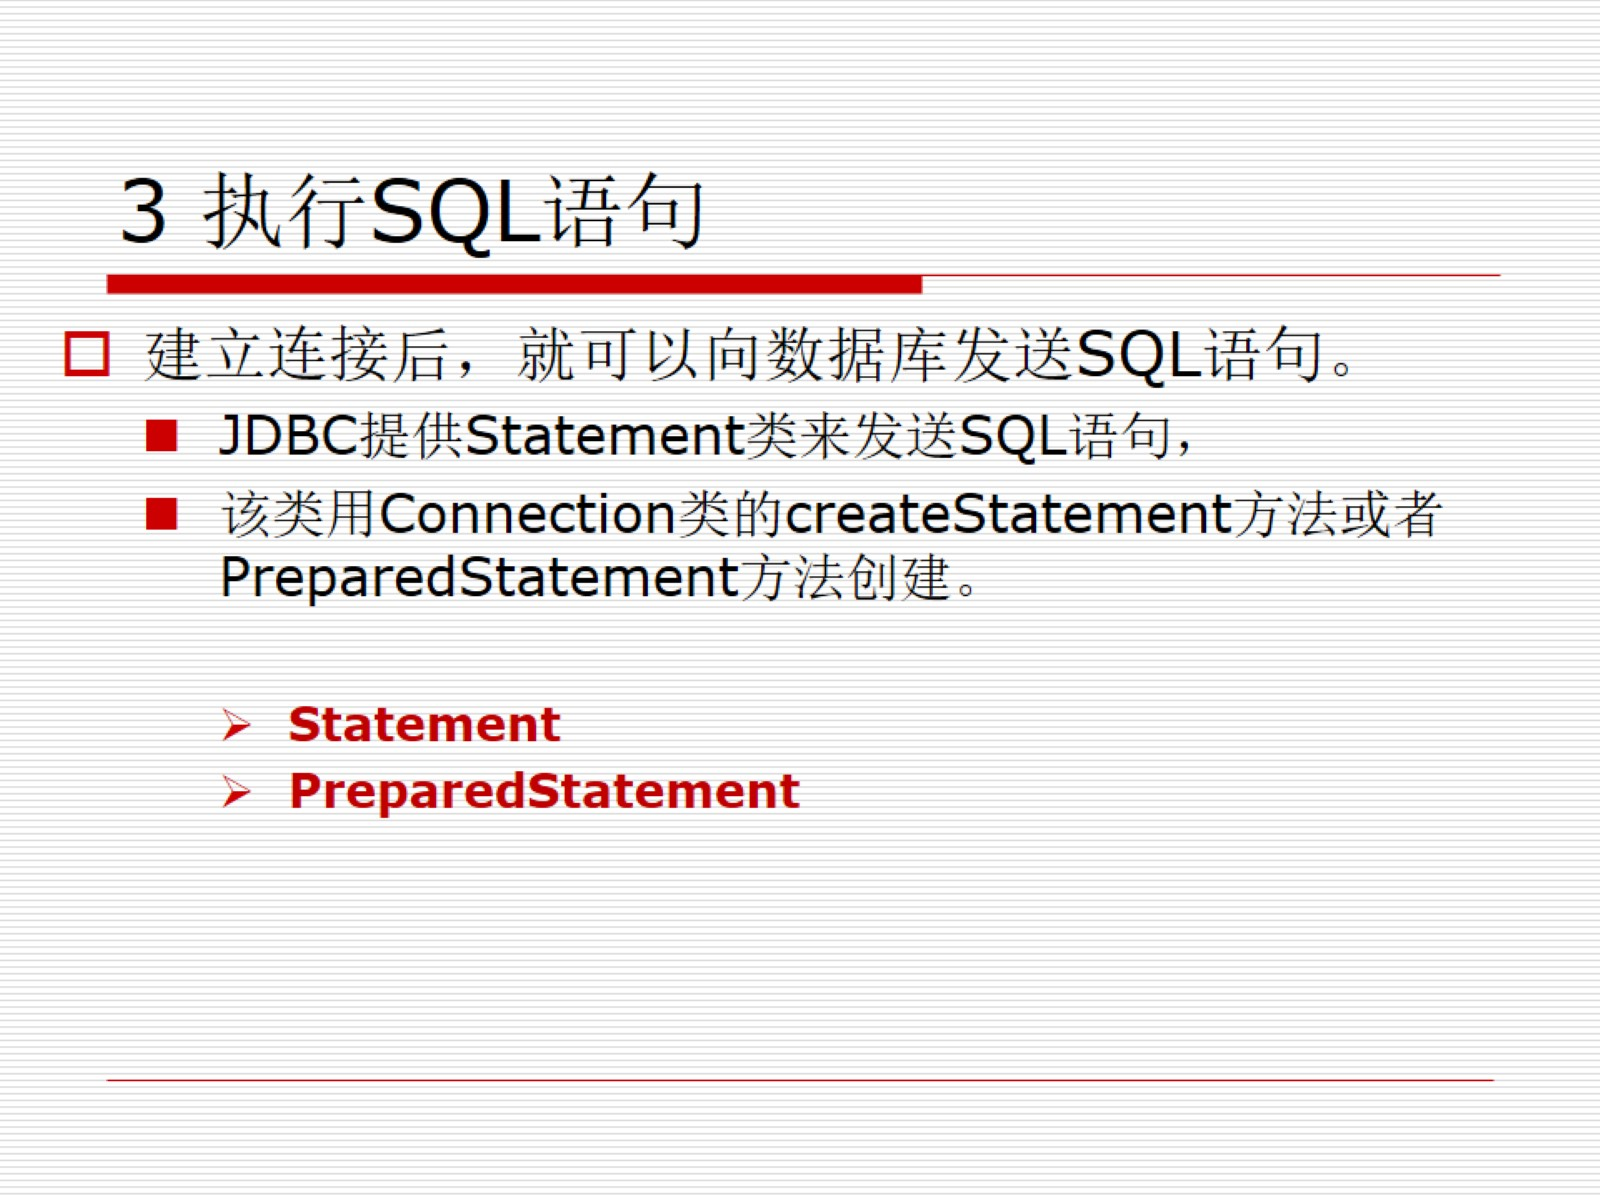 3 执行SQL语句
建立连接后，就可以向数据库发送SQL语句。
JDBC提供Statement类来发送SQL语句，
该类用Connection类的createStatement方法或者
PreparedStatement方法创建。
Statement
PreparedStatement